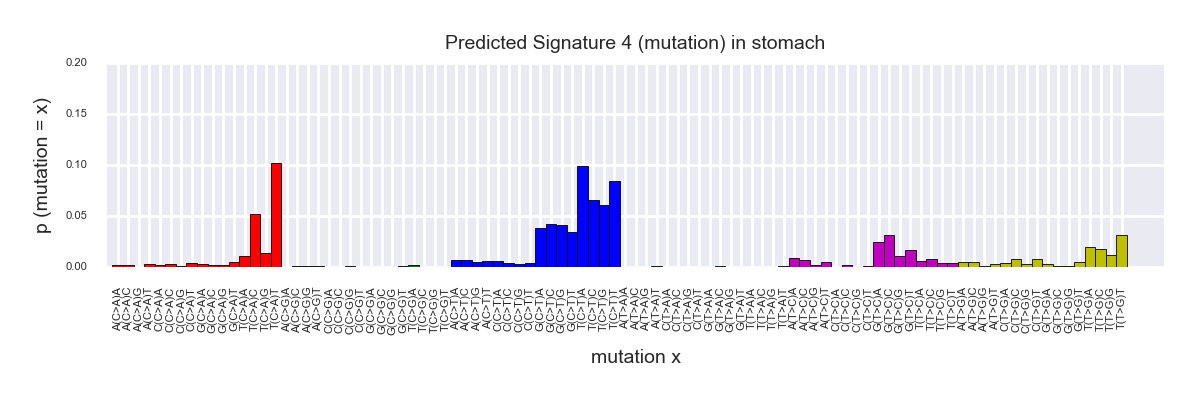 Predicted Signature 4 (mutation) in stomach
p (mutation = x)
0.20
0.15
0.10
0.05
0.00
A(C>A)A
A(C>A)C
A(C>A)G
A(C>A)T
C(C>A)A
C(C>A)C
C(C>A)G
C(C>A)T
G(C>A)A
G(C>A)C
G(C>A)G
G(C>A)T
T(C>A)A
T(C>A)C
T(C>A)G
T(C>A)T
A(C>G)A
A(C>G)C
A(C>G)G
A(C>G)T
C(C>G)A
C(C>G)C
C(C>G)G
C(C>G)T
G(C>G)A
G(C>G)C
G(C>G)G
G(C>G)T
T(C>G)A
T(C>G)C
T(C>G)G
T(C>G)T
A(C>T)A
A(C>T)C
A(C>T)G
A(C>T)T
C(C>T)A
C(C>T)C
C(C>T)G
C(C>T)T
G(C>T)A
G(C>T)C
G(C>T)G
G(C>T)T
T(C>T)A
T(C>T)C
T(C>T)G
T(C>T)T
A(T>A)A
A(T>A)C
A(T>A)G
A(T>A)T
C(T>A)A
C(T>A)C
C(T>A)G
C(T>A)T
G(T>A)A
G(T>A)C
G(T>A)G
G(T>A)T
T(T>A)A
T(T>A)C
T(T>A)G
T(T>A)T
A(T>C)A
A(T>C)C
A(T>C)G
A(T>C)T
C(T>C)A
C(T>C)C
C(T>C)G
C(T>C)T
G(T>C)A
G(T>C)C
G(T>C)G
G(T>C)T
T(T>C)A
T(T>C)C
T(T>C)G
T(T>C)T
A(T>G)A
A(T>G)C
A(T>G)G
A(T>G)T
C(T>G)A
C(T>G)C
C(T>G)G
C(T>G)T
G(T>G)A
G(T>G)C
G(T>G)G
G(T>G)T
T(T>G)A
T(T>G)C
T(T>G)G
T(T>G)T
mutation x